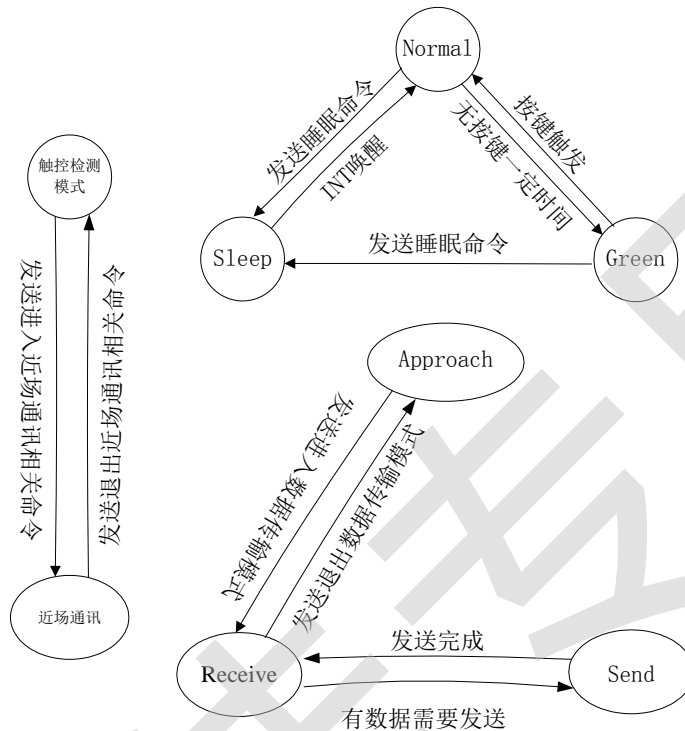 触控检测
模式
发送进入近场通讯相关命令
发送退出近场通讯相关命令
近场通讯
Normal
发送睡眠命令
INT唤醒
按键触发
无按键一定时间
Sleep
发送睡眠命令
Green
Approach
发送进入数据传输模式
发送退出数据传输模式
Receive
发送完成
Send
有数据需要发送